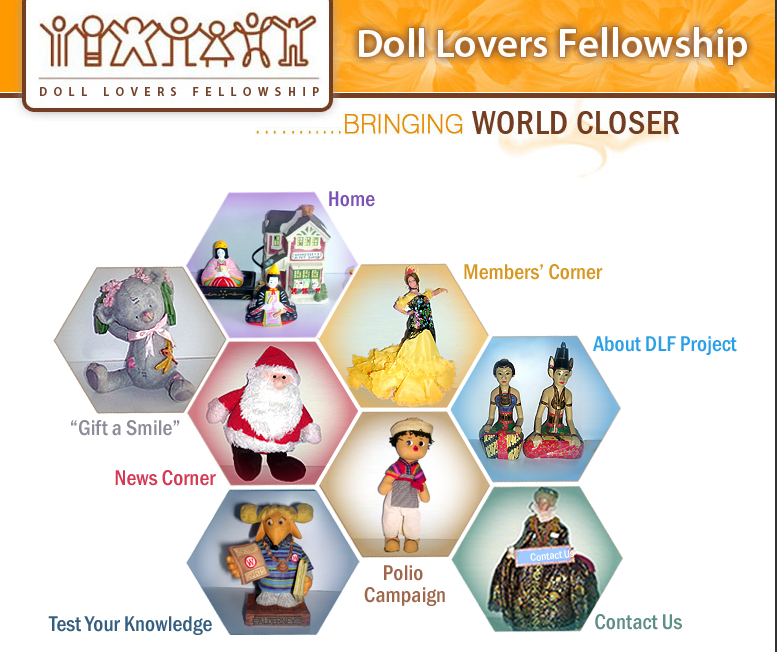 DOLL LOVERS FELLOWSHIP
Doll Lovers Fellowship
...........BRINGING WORLD CLOSER
Home
Members' Corner
About DLF Project
"Gift a Smile"
News Corner
Contact Us
Polio
Campaign
Test Your Knowledge
ALDERNEY
Contact Us